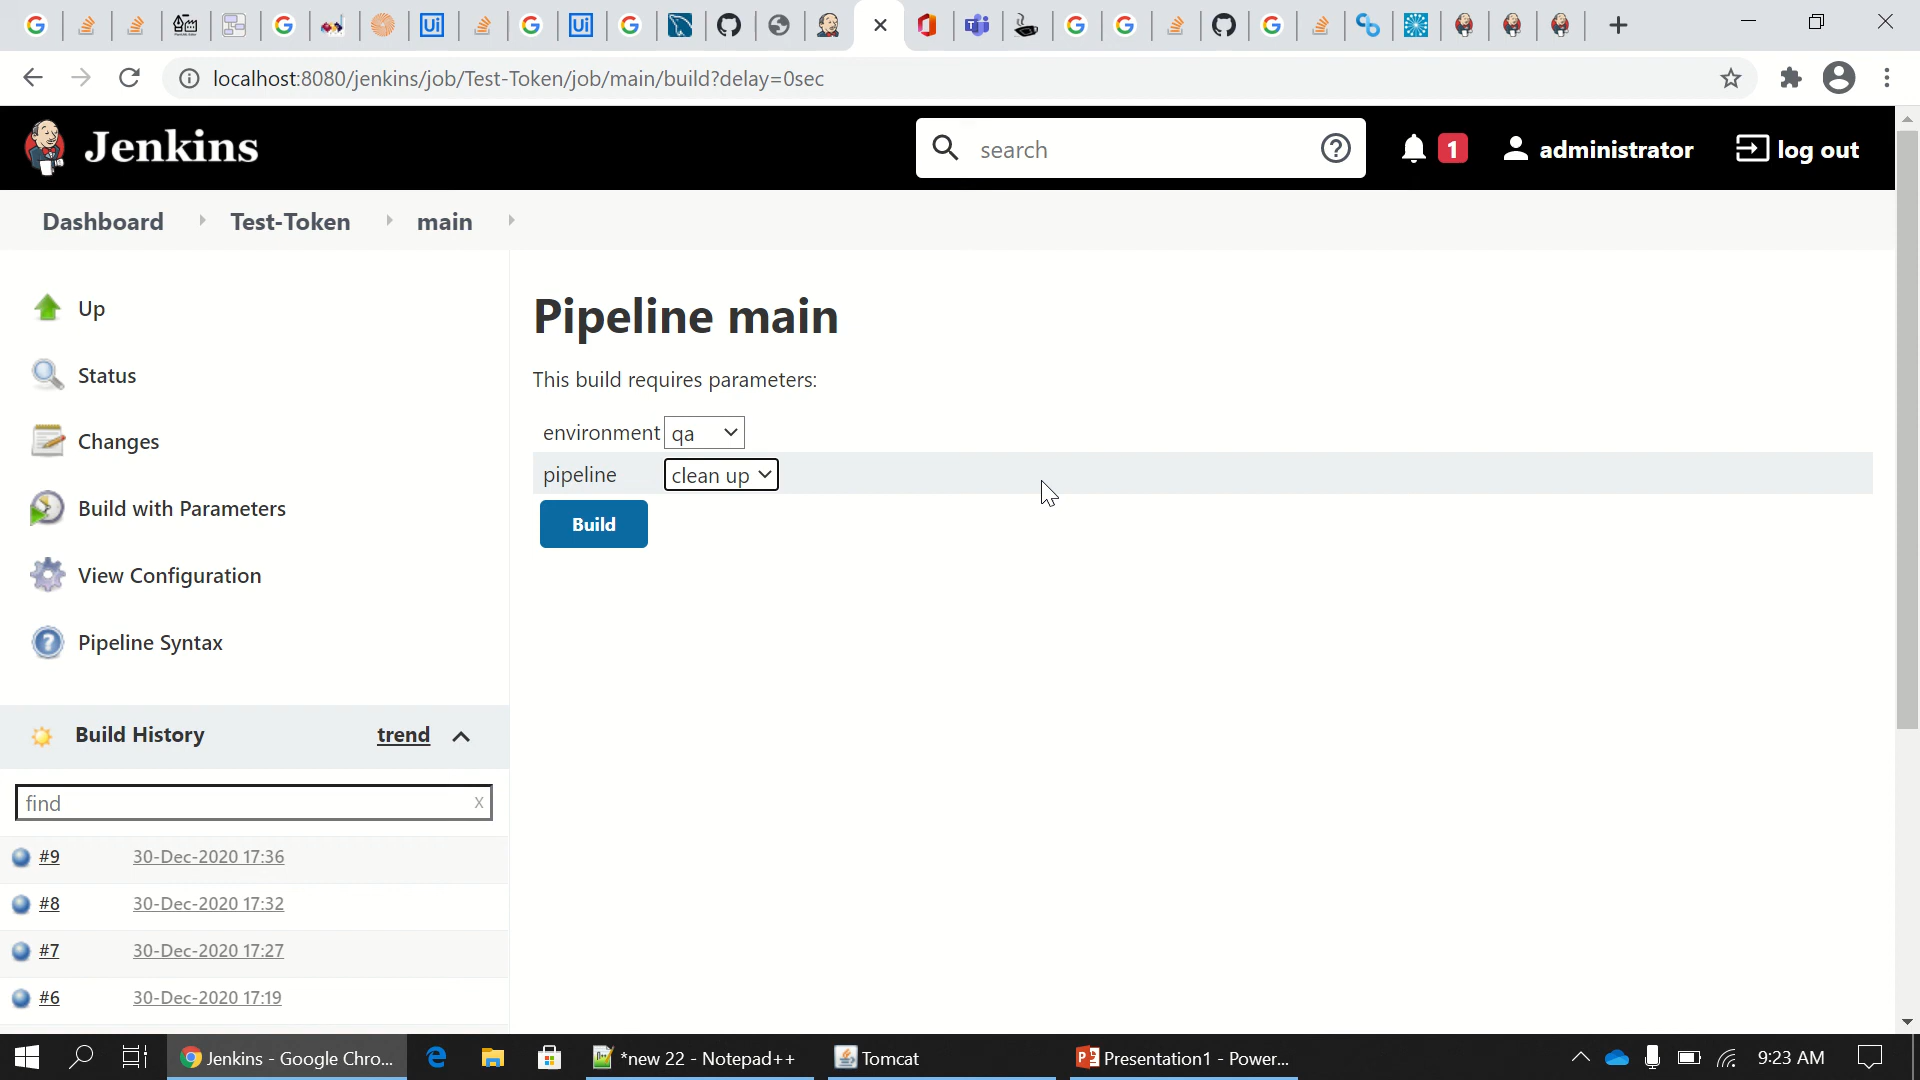 localhost:8080/jenkins/job/Test-Token/job/main/build?delay=0sec
Jenkins
search
1
administrator
log out
Dashboard
Test-Token
main
Up
Status
Changes
Build with Parameters
View Configuration
Pipeline Syntax
Build History
trend
find
x
#9 30-Dec-2020 17:36
#8 30-Dec-2020 17:32
#7 30-Dec-2020 17:27
#6 30-Dec-2020 17:19
Pipeline main
This build requires parameters:
environment qa
pipeline clean up
Build
Jenkins - Google Chro...
*new 22 - Notepad++
Tomcat
Presentation1 - Power...
9:23 AM